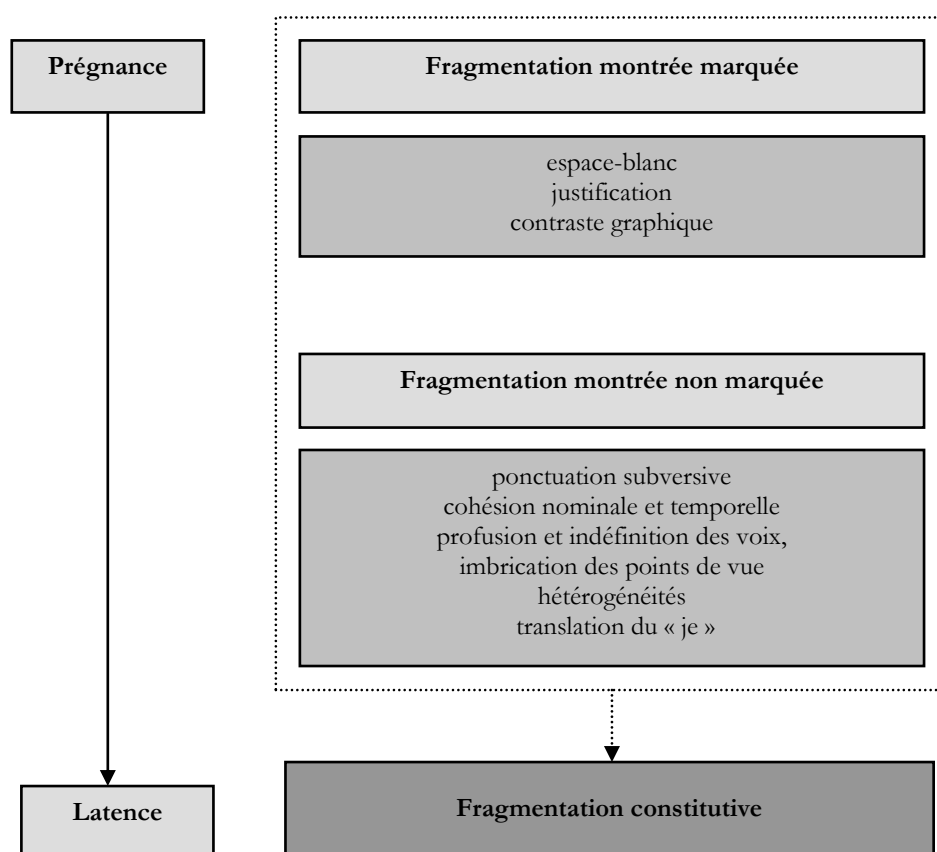 Prégnance
Fragmentation montrée marquée
espace-blanc
justification
contraste graphique
Fragmentation montrée non marquée
ponctuation subversive
cohésion nominale et temporelle
profusion et indéfinition des voix,
imbrication des points de vue
hétérogénéités
translation du « je »
Latence
Fragmentation constitutive